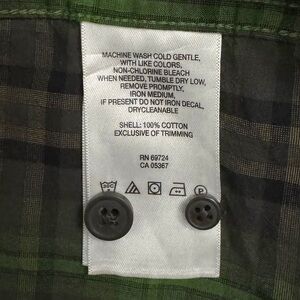 MACHINE WASH COLD GENTLE,
WITH LIKE COLORS,
NON-CHLORINE BLEACH
WHEN NEEDED, TUMBLE DRY LOW,
REMOVE PROMPTLY,
IRON MEDIUM,
IF PRESENT DO NOT IRON DECAL,
DRYCLEANABLE
SHELL: 100% COTTON
EXCLUSIVE OF TRIMMING
RN 69724
CA 05367
P